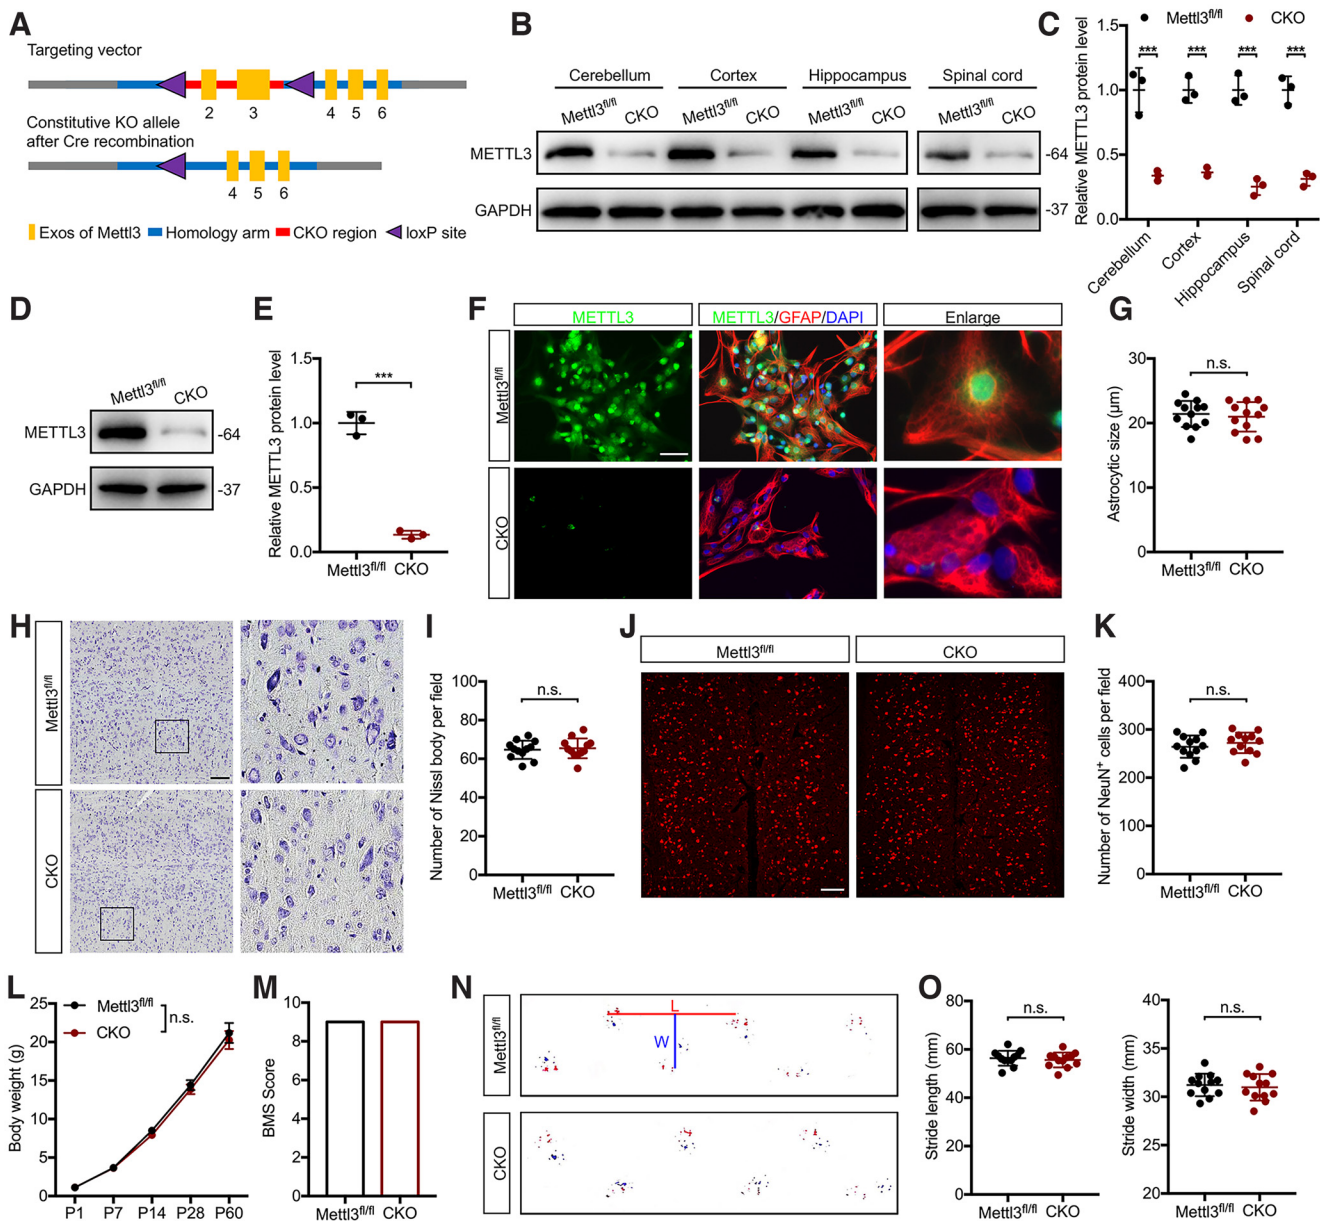 A
Targeting vector
2 3 4 5 6
Constitutive KO allele
after Cre recombination
4 5 6
Exos of Mettl3 Homology arm CKO region loxP site
B
Cerebellum Cortex Hippocampus Spinal cord
Mettl3fl/fl CKO Mettl3fl/fl CKO Mettl3fl/fl CKO Mettl3fl/fl CKO
METTL3 -64
GAPDH -37
C
Mettl3fl/fl CKO
Relative METTL3 protein level
1.5
1.0
0.5
0.0
*** *** *** ***
Cerebellum Cortex Hippocampus Spinal cord
D
Mettl3fl/fl CKO
METTL3 -64
GAPDH -37
E
Relative METTL3 protein level
1.5
1.0
0.5
0.0
***
Mettl3fl/fl CKO
F
METTL3 METTL3/GFAP/DAPI Enlarge
Mettl3fl/fl
CKO
G
Astrocytic size (μm)
30
20
10
0
n.s.
Mettl3fl/fl CKO
H
Mettl3fl/fl
CKO
I
Number of Nissl body per field
100
80
60
40
20
0
n.s.
Mettl3fl/fl CKO
J
Mettl3fl/fl CKO
K
Number of NeuN+ cells per field
400
300
200
100
0
n.s.
Mettl3fl/fl CKO
L
Mettl3fl/fl
CKO
n.s.
Body weight (g)
25
20
15
10
5
0
P1 P7 P14 P28 P60
M
BMS Score
10
8
6
4
2
0
Mettl3fl/fl CKO
N
Mettl3fl/fl
L
W
CKO
O
Stride length (mm)
80
60
40
20
0
n.s.
Mettl3fl/fl CKO
Stride width (mm)
40
35
30
25
20
n.s.
Mettl3fl/fl CKO